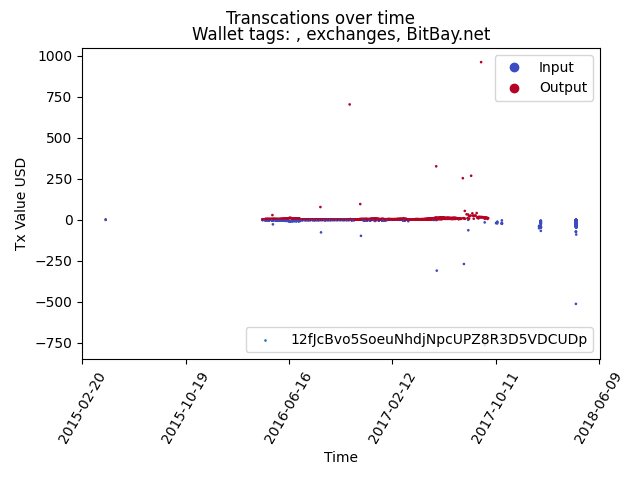 Transcations over time
Wallet tags: , exchanges, BitBay.net
1000
750
500
250
0
−250
−500
−750
Tx Value USD
Input
Output
12fJcBvo5SoeuNhdjNpcUPZ8R3D5VDCUDp
2015-02-20
2015-10-19
2016-06-16
2017-02-12
2017-10-11
2018-06-09
Time